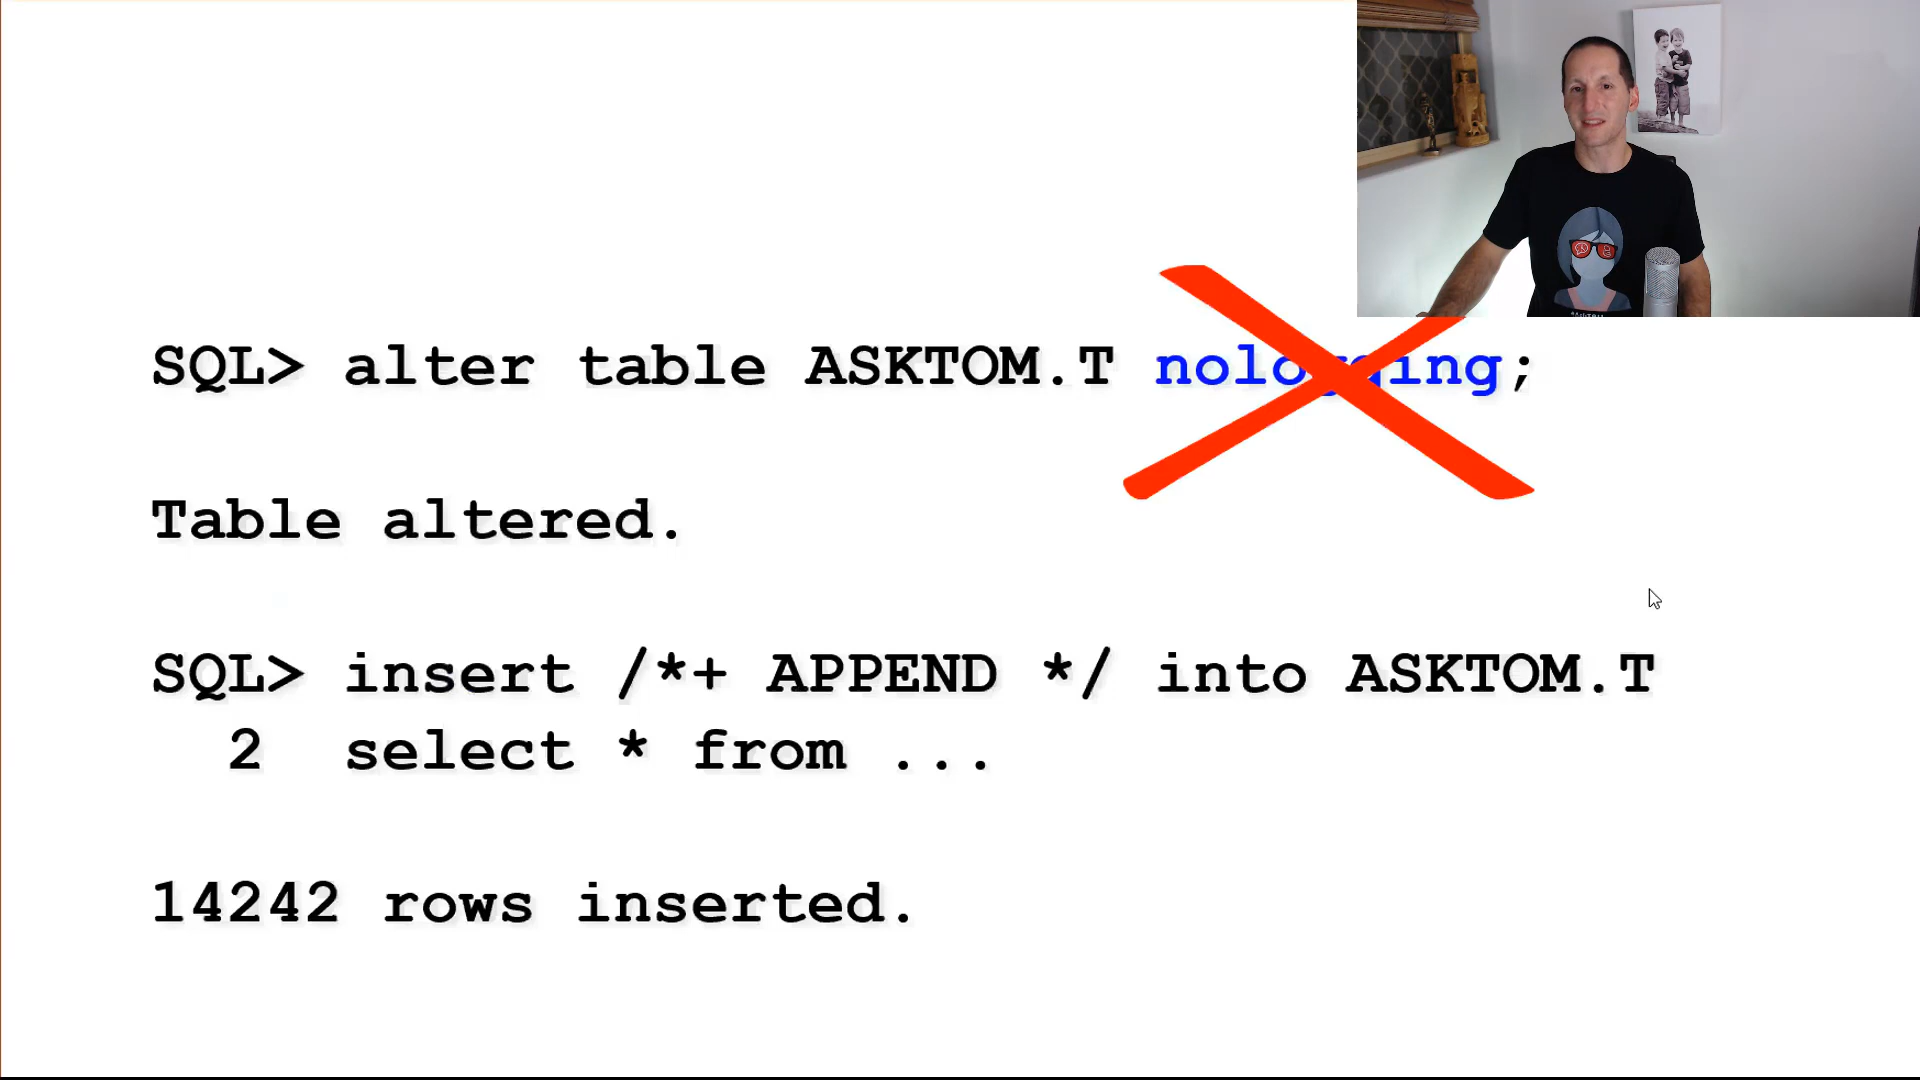 SQL> alter table ASKTOM.T nologging;
Table altered.
SQL> insert /*+ APPEND */ into ASKTOM.T
2 select * from ...
14242 rows inserted.